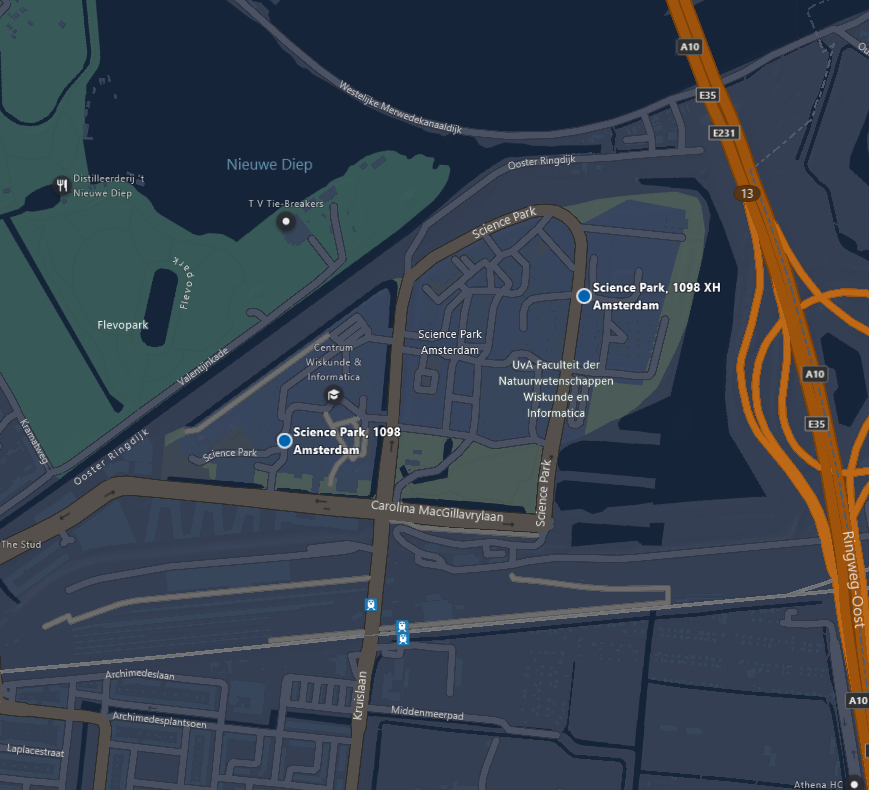 A10
Ou
Westelijke Merwedekanaaldijk
E35
E231
Ooster Ringdijk
Nieuwe Diep
Distilleerderij 't
Nieuwe Diep
T V Tie-Breakers
13
Science Park
Flevopark
Science Park, 1098 XH
Amsterdam
Flevopark
Science Park
Amsterdam
Centrum
Wiskunde &
Informatica
Valentijnkade
UvA Faculteit der
Natuurwetenschappen
Wiskunde en
Informatica
A10
E35
Kramatweg
Ooster Ringdijk
Science Park, 1098
Amsterdam
Science Park
Science Park
Carolina MacGillavrylaan
The Stud
Ringweg-Oost
Archimedeslaan
Kruislaan
A10
Archimedesplantsoen
Middenmeerpad
Laplacestraat
Athena HC